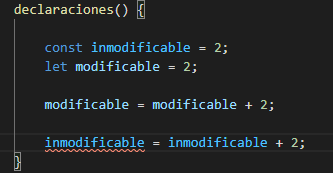 declaraciones() {
const inmodificable = 2;
let modificable = 2;
modificable = modificable + 2;
inmodificable = inmodificable + 2;
}